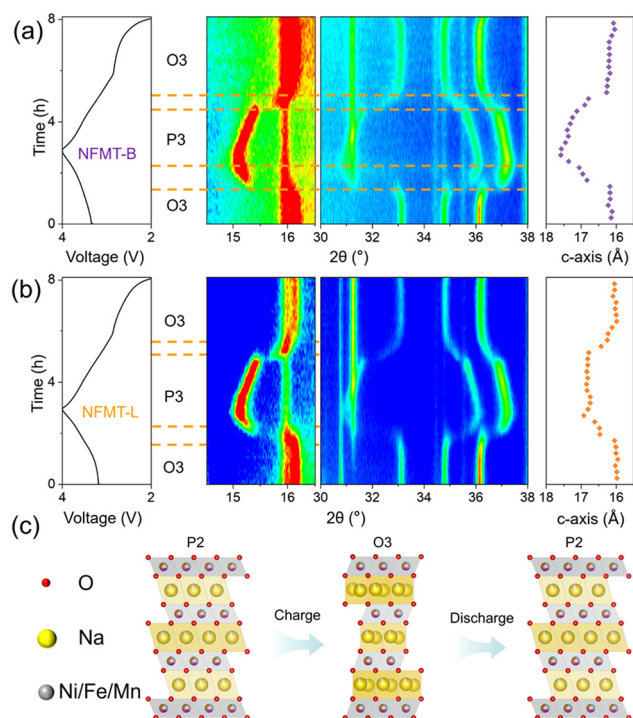 (a)
8
O3
4
P3
NFMT-B
O3
0
4 2 15 16 30 32 34 36 38 18 17 16
Time (h)
Voltage (V) 2θ (°) c-axis (Å)
(b)
8
O3
4
P3
NFMT-L
O3
0
4 2 15 16 30 32 34 36 38 18 17 16
Time (h)
Voltage (V) 2θ (°) c-axis (Å)
(c) P2 O3 P2
O
Charge Discharge
Na
Ni/Fe/Mn